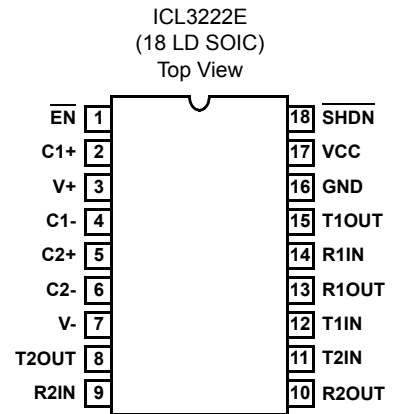 ICL3222E
(18 LD SOIC)
Top View
EN 1 18 SHDN
C1+ 2 17 VCC
V+ 3 16 GND
C1- 4 15 T1OUT
C2+ 5 14 R1IN
C2- 6 13 R1OUT
V- 7 12 T1IN
T2OUT 8 11 T2IN
R2IN 9 10 R2OUT